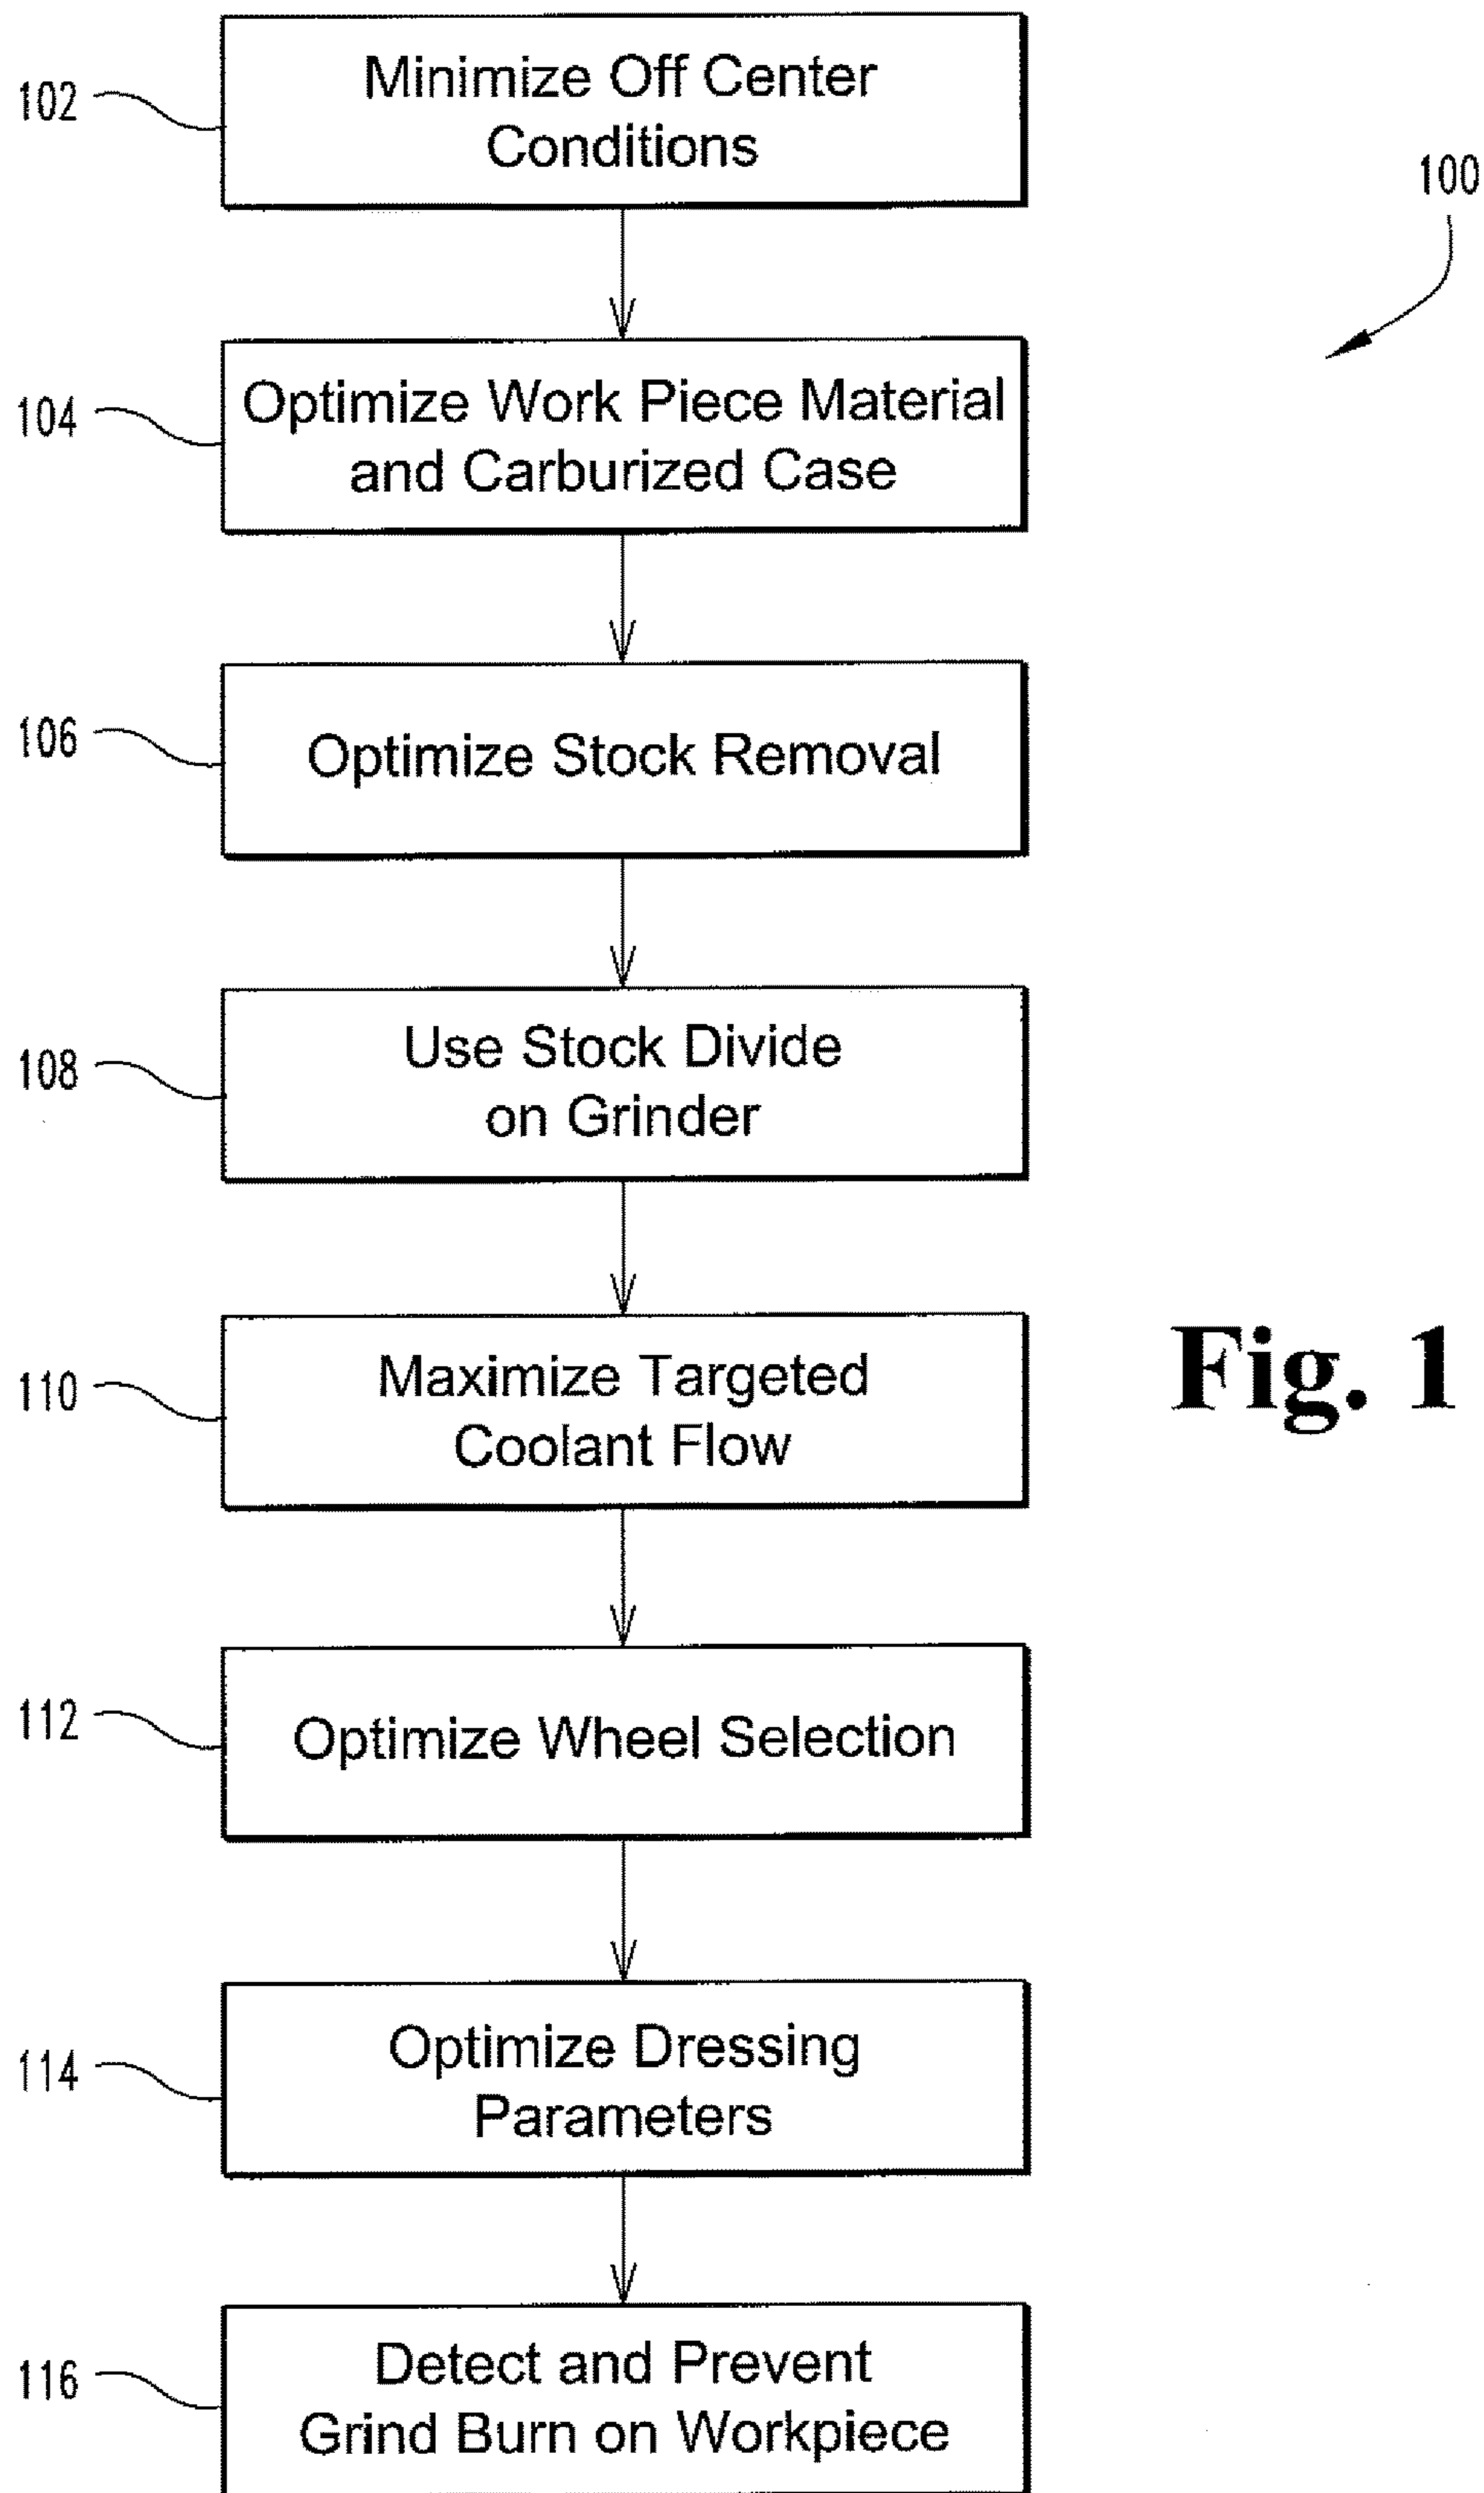 102
Minimize Off Center
Conditions
100
104
Optimize Work Piece Material
and Carburized Case
106
Optimize Stock Removal
108
Use Stock Divide
on Grinder
110
Maximize Targeted
Coolant Flow
Fig. 1
112
Optimize Wheel Selection
114
Optimize Dressing
Parameters
116
Detect and Prevent
Grind Burn on Workpiece